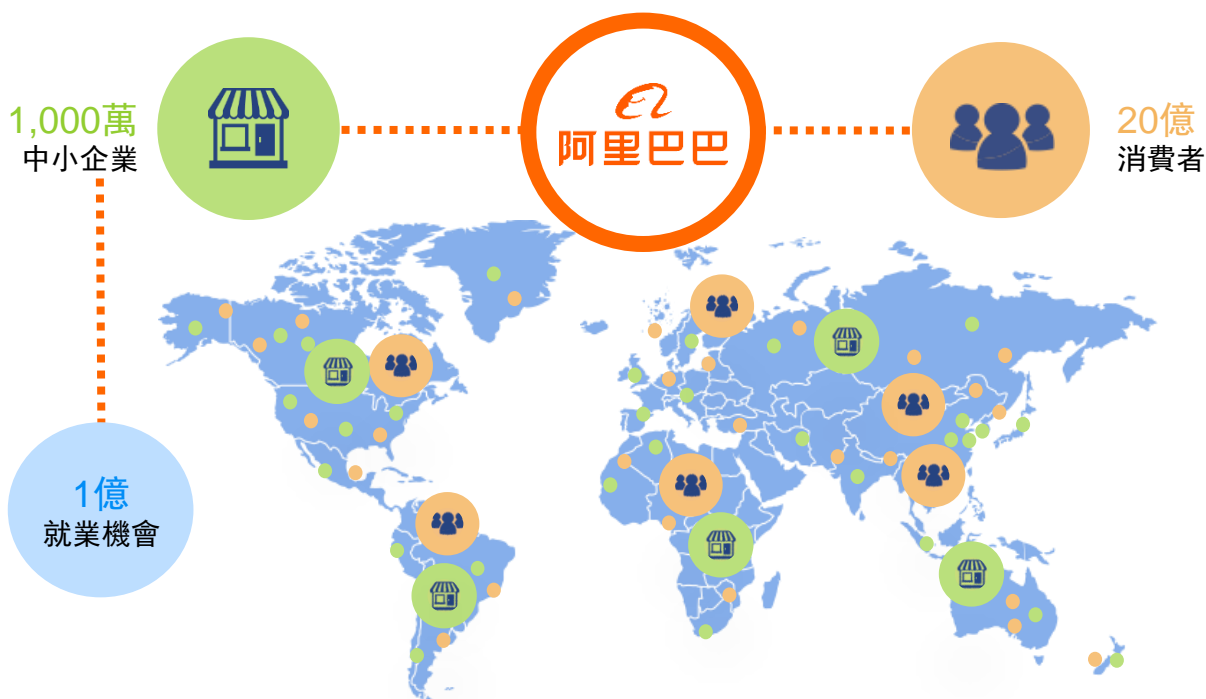 1,000萬
中小企業
阿里巴巴
20億
消費者
1億
就業機會